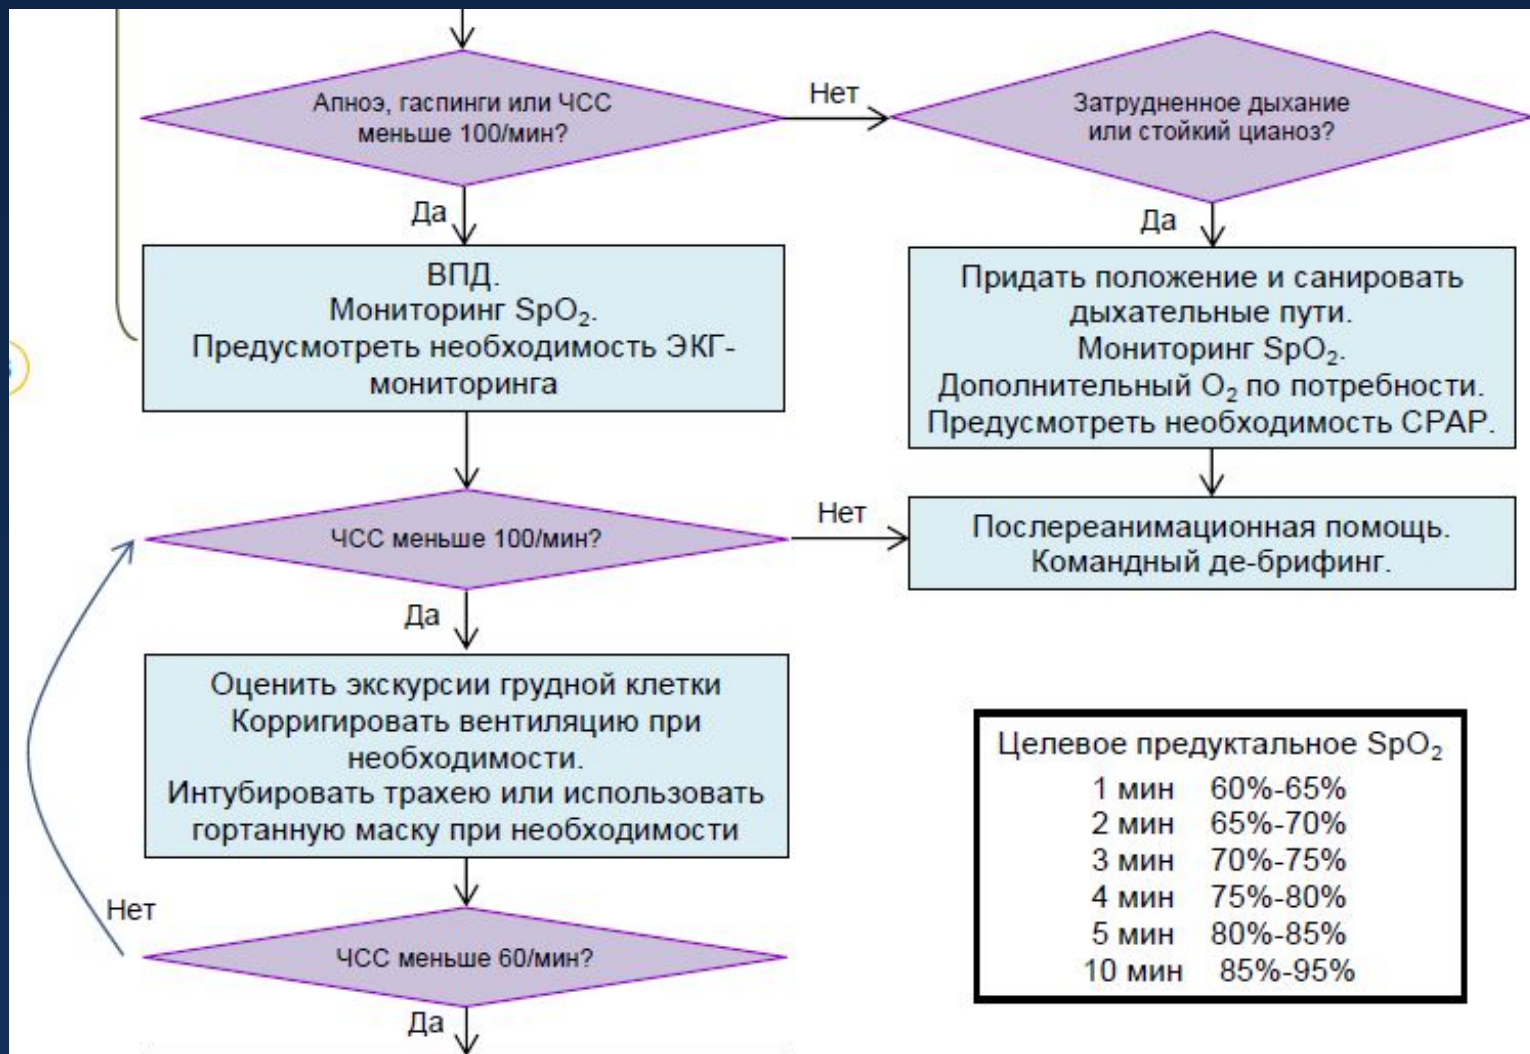 Апноэ, гаспинги или ЧСС
меньше 100/мин?
Нет
Затрудненное дыхание
или стойкий цианоз?
Да
Да
ВПД.
Мониторинг SpO₂.
Предусмотреть необходимость ЭКГ-
мониторинга
Придать положение и санировать
дыхательные пути.
Мониторинг SpO₂.
Дополнительный O₂ по потребности.
Предусмотреть необходимость CPAP.
ЧСС меньше 100/мин?
Нет
Послереанимационная помощь.
Командный де-брифинг.
Да
Оценить экскурсии грудной клетки
Корригировать вентиляцию при
необходимости.
Интубировать трахею или использовать
гортанную маску при необходимости
Целевое предуктальное SpO₂
1 мин 60%-65%
2 мин 65%-70%
3 мин 70%-75%
4 мин 75%-80%
5 мин 80%-85%
10 мин 85%-95%
Нет
ЧСС меньше 60/мин?
Да